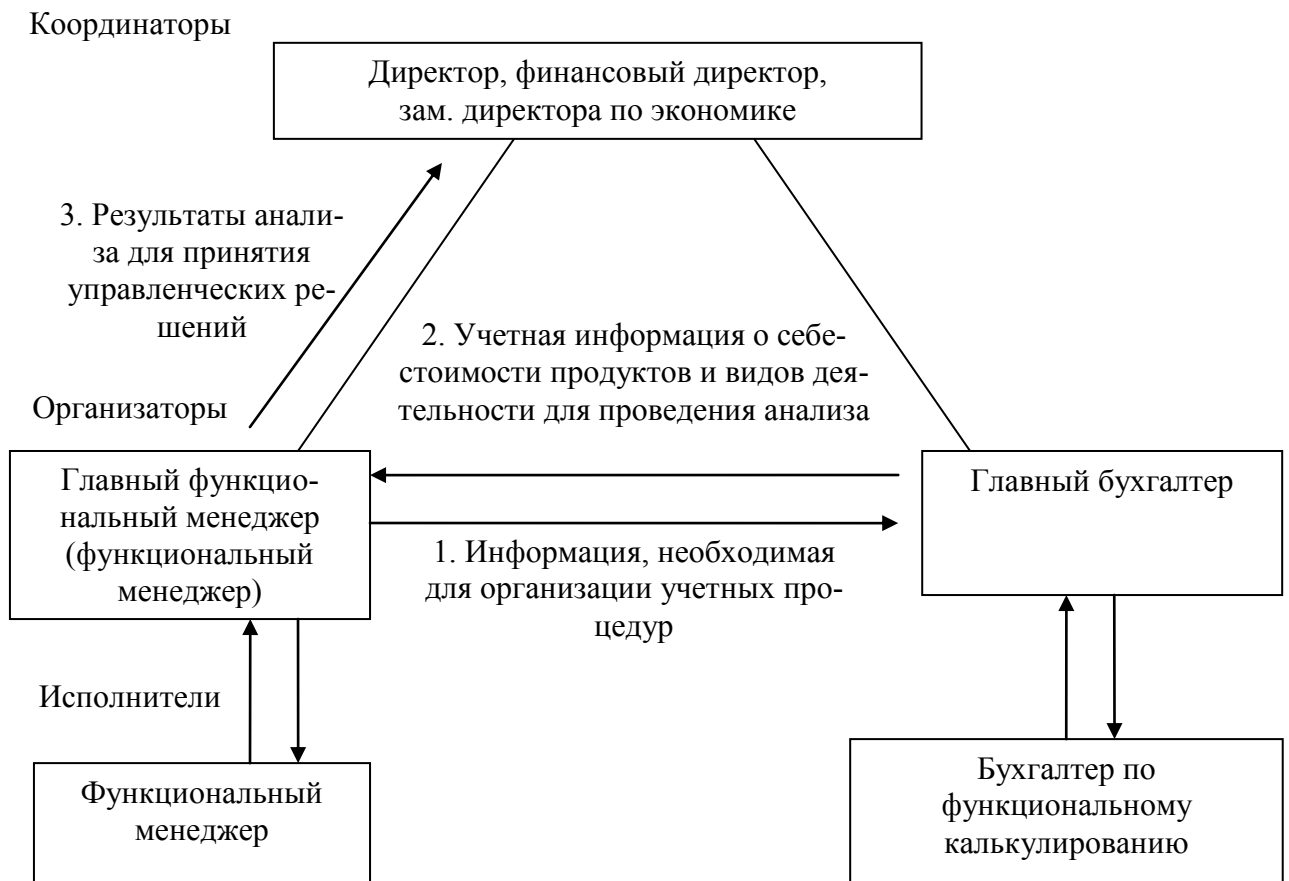 Координаторы
Директор, финансовый директор,
зам. директора по экономике
3. Результаты анали-
за для принятия
управленческих ре-
шений
2. Учетная информация о себе-
стоимости продуктов и видов дея-
тельности для проведения анализа
Организаторы
Главный функцио-
нальный менеджер
(функциональный
менеджер)
Главный бухгалтер
1. Информация, необходимая
для организации учетных про-
цедур
Исполнители
Функциональный
менеджер
Бухгалтер по
функциональному
калькулированию